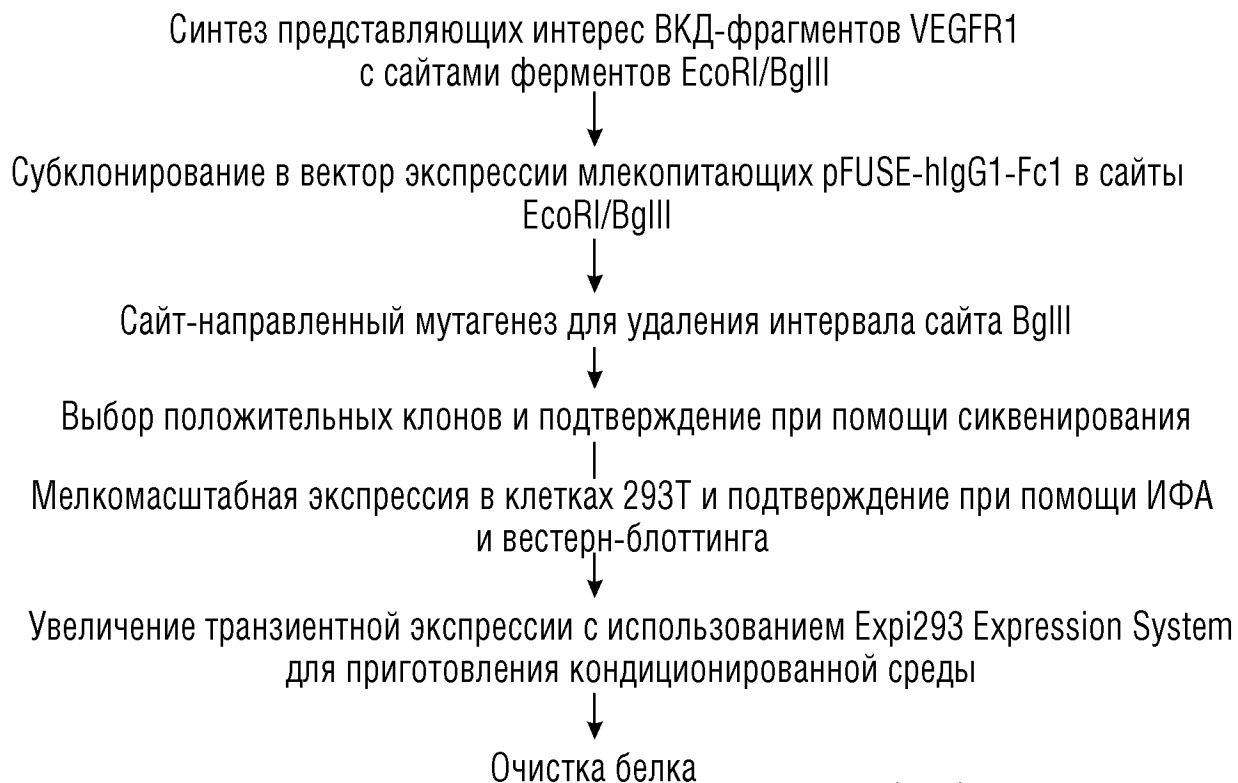 Синтез представляющих интерес ВКД-фрагментов VEGFR1
с сайтами ферментов EcoRI/BglII
Субклонирование в вектор экспрессии млекопитающих pFUSE-hIgG1-Fc1 в сайты
EcoRI/BglII
Сайт-направленный мутагенез для удаления интервала сайта BglII
Выбор положительных клонов и подтверждение при помощи сиквенирования
Мелкомасштабная экспрессия в клетках 293T и подтверждение при помощи ИФА
и вестерн-блоттинга
Увеличение транзиентной экспрессии с использованием Expi293 Expression System
для приготовления кондиционированной среды
Очистка белка